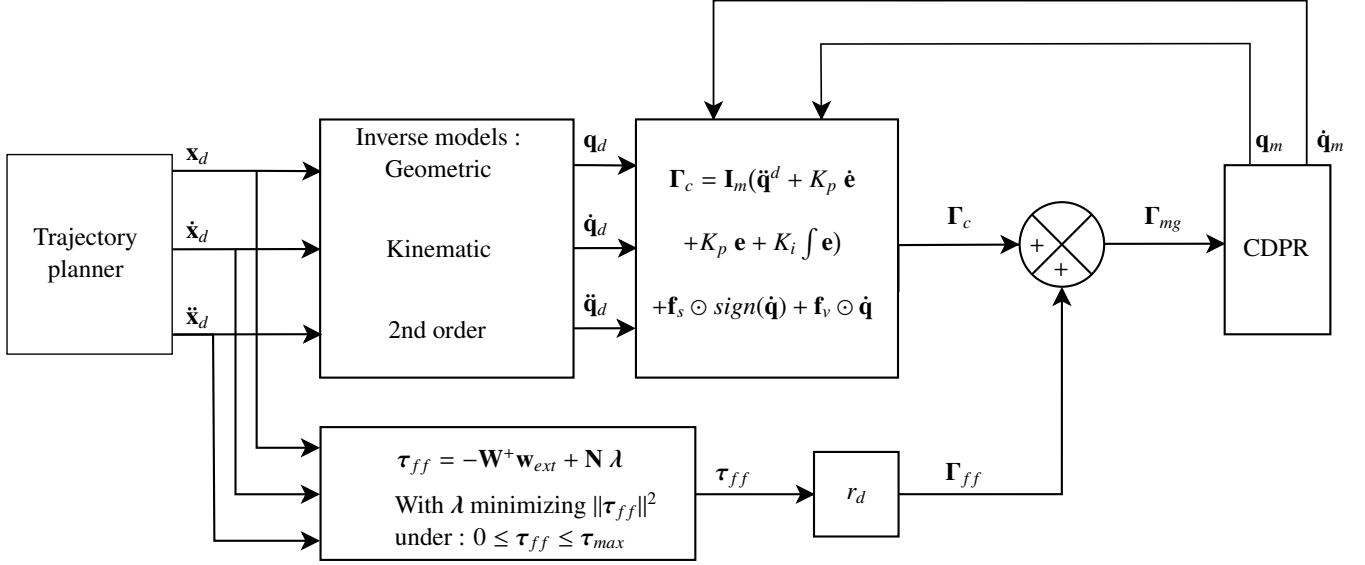 Trajectory
planner
𝐱_d
𝐱̇_d
𝐱̈_d
Inverse models :
Geometric
Kinematic
2nd order
𝐪_d
𝐪̇_d
𝐪̈_d
𝚪_c = 𝐈_m(𝐪̈^d + K_p 𝐞̇
+K_p 𝐞 + K_i ∫ 𝐞)
+𝐟_s ⊙ sign(𝐪̇) + 𝐟_v ⊙ 𝐪̇
𝚪_c
+
+
𝚪_mg
𝐪_m
𝐪̇_m
CDPR
𝝉_ff = −𝐖⁺𝐰_ext + 𝐍 𝝀
With 𝝀 minimizing ||𝝉_ff||²
under : 0 ≤ 𝝉_ff ≤ 𝝉_max
𝝉_ff
r_d
𝚪_ff